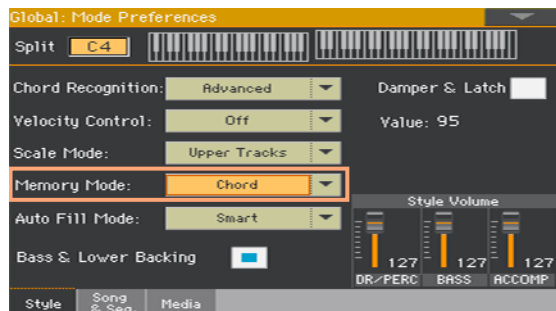 Global: Mode Preferences
Split C4
Chord Recognition: Advanced Damper & Latch
Velocity Control: Off Value: 95
Scale Mode: Upper Tracks
Memory Mode: Chord
Style Volume
Auto Fill Mode: Smart
Bass & Lower Backing
127 127 127
DR/PERC BASS ACCOMP
Style Song & Seq Media